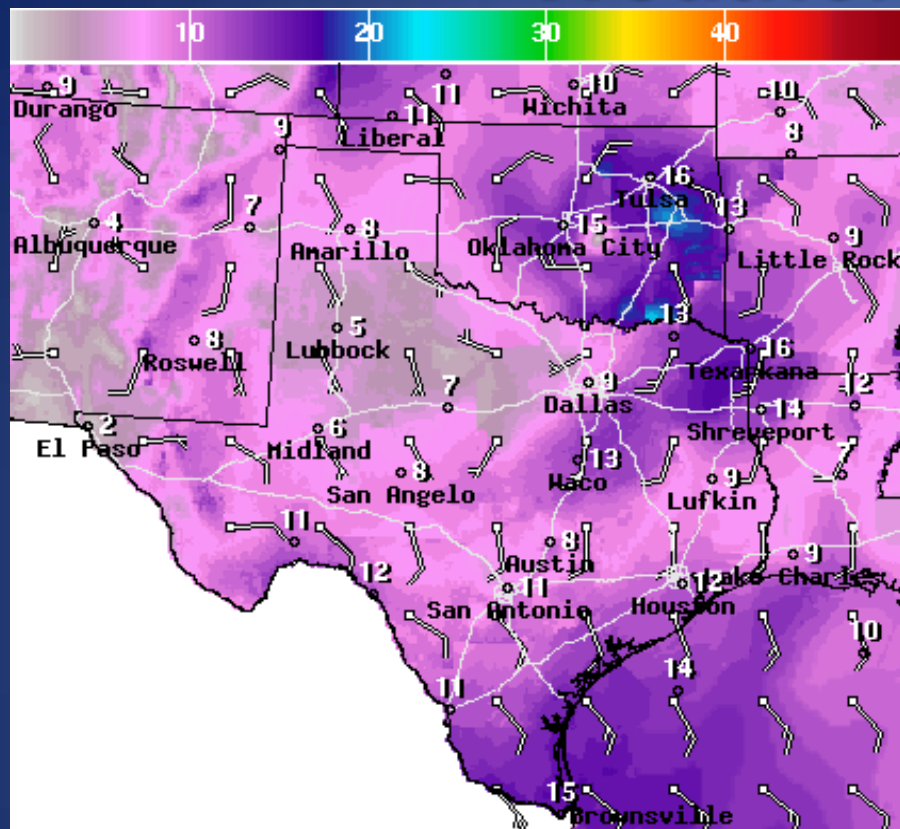 10 20 30 40
9 10 10
Durango 11 Wichita
11
Liberal
9 8
16
Tulsa
4 7 8 15 13 9
Albuquerque Amarillo Oklahoma City Little Rock
5 13
8 Lubbock 16
Roswell Texarkana
7 9 12
Dallas
2 6 14
El Paso Midland Shreveport
8 13 9 7
San Angelo Waco Lufkin
11 8 9
Austin
12 11 12 Lake Charles
San Antonio Houston
10
14
11
15
Brownsville